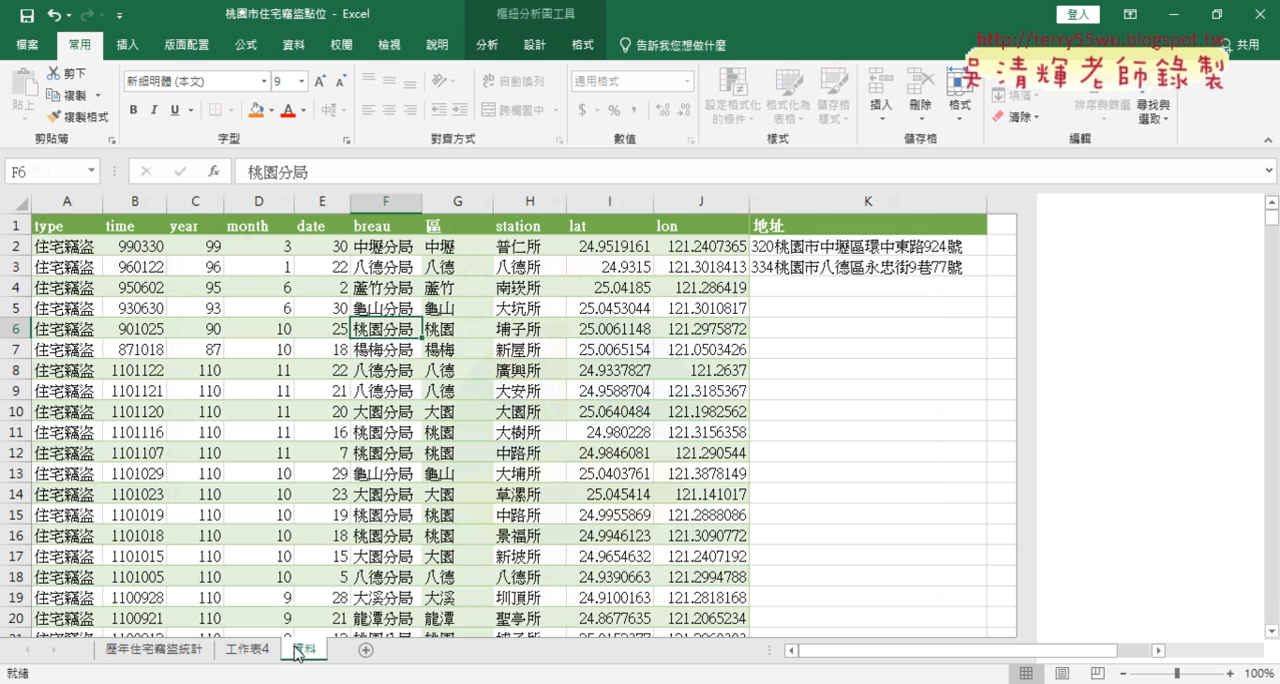 桃園市住宅竊盜點位 - Excel
樞紐分析圖工具
登入
檔案 常用 插入 版面配置 公式 資料 校閱 檢視 說明 分析 設計 格式 告訴我您想做什麼 共用
http://terry55wu.blogspot.tw
吳清輝老師錄製
貼上 剪下 複製 複製格式 剪貼簿
新細明體 (本文) 9 字型
自動換列 跨欄置中 對齊方式
通用格式 數值
設定格式化的條件 格式化為表格 儲存格樣式 樣式
插入 刪除 格式 儲存格
填滿 清除 排序與篩選 尋找與選取 編輯
F6 fx 桃園分局
A B C D E F G H I J K
1 type time year month date breau 區 station lat lon 地址
2 住宅竊盜 990330 99 3 30 中壢分局 中壢 普仁所 24.9519161 121.2407365 320桃園市中壢區環中東路924號
3 住宅竊盜 960122 96 1 22 八德分局 八德 八德所 24.9315 121.3018413 334桃園市八德區永忠街9巷77號
4 住宅竊盜 950602 95 6 2 蘆竹分局 蘆竹 南崁所 25.04185 121.286419
5 住宅竊盜 930630 93 6 30 龜山分局 龜山 大坑所 25.0453044 121.3010817
6 住宅竊盜 901025 90 10 25 桃園分局 桃園 埔子所 25.0061148 121.2975872
7 住宅竊盜 871018 87 10 18 楊梅分局 楊梅 新屋所 25.0065154 121.0503426
8 住宅竊盜 1101122 110 11 22 八德分局 八德 廣興所 24.9337827 121.2637
9 住宅竊盜 1101121 110 11 21 八德分局 八德 大安所 24.9588704 121.3185367
10 住宅竊盜 1101120 110 11 20 大園分局 大園 大園所 25.0640484 121.1982562
11 住宅竊盜 1101116 110 11 16 桃園分局 桃園 大樹所 24.980228 121.3156358
12 住宅竊盜 1101107 110 11 7 桃園分局 桃園 中路所 24.9846081 121.290544
13 住宅竊盜 1101029 110 10 29 龜山分局 龜山 大埔所 25.0403761 121.3878149
14 住宅竊盜 1101023 110 10 23 大園分局 大園 草漯所 25.045414 121.141017
15 住宅竊盜 1101019 110 10 19 桃園分局 桃園 中路所 24.9955869 121.2888086
16 住宅竊盜 1101018 110 10 18 桃園分局 桃園 景福所 24.9946123 121.3090772
17 住宅竊盜 1101015 110 10 15 大園分局 大園 新坡所 24.9654632 121.2407192
18 住宅竊盜 1101005 110 10 5 八德分局 八德 八德所 24.9390663 121.2994788
19 住宅竊盜 1100928 110 9 28 大溪分局 大溪 圳頂所 24.9100163 121.2818168
20 住宅竊盜 1100921 110 9 21 龍潭分局 龍潭 聖亭所 24.8677635 121.2065234
歷年住宅竊盜統計 工作表4 資料
就緒 100%